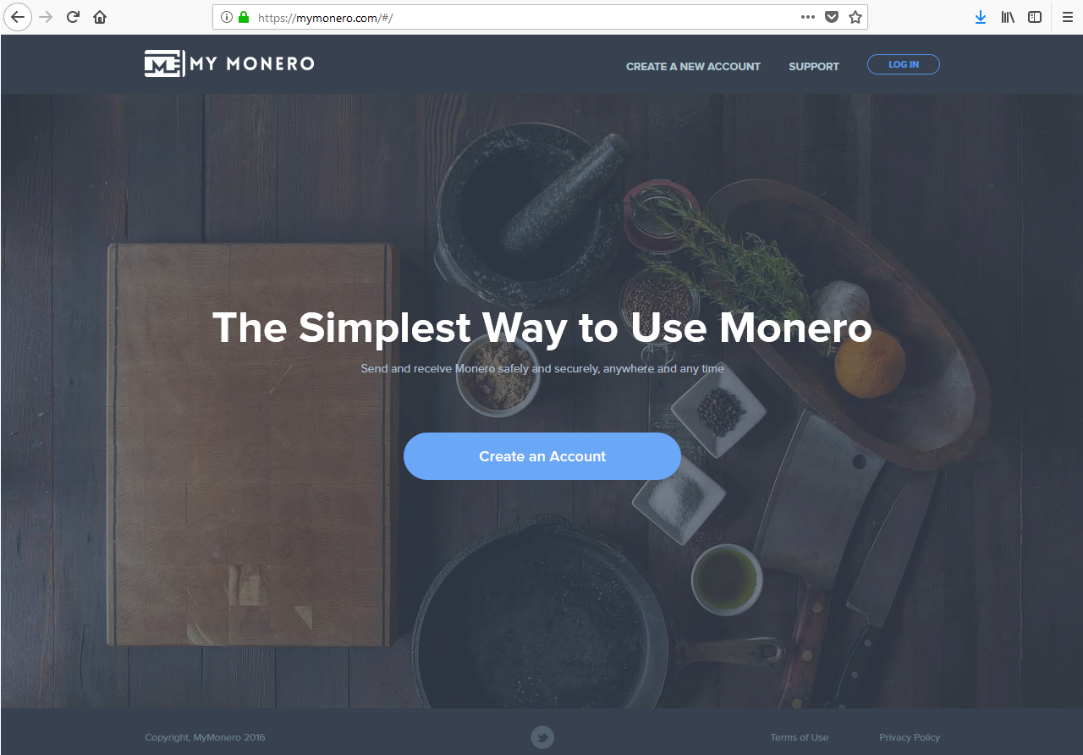 https://mymonero.com/#/
MY MONERO
CREATE A NEW ACCOUNT
SUPPORT
LOG IN
The Simplest Way to Use Monero
Send and receive Monero safely and securely, anywhere and any time
Create an Account
Copyright, MyMonero 2016
Terms of Use
Privacy Policy